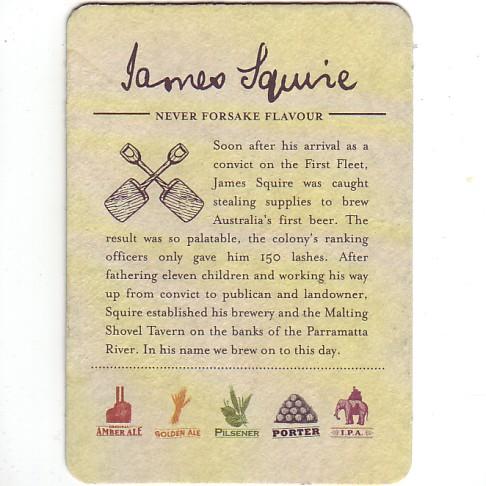 James Squire
NEVER FORSAKE FLAVOUR
Soon after his arrival as a
convict on the First Fleet,
James Squire was caught
stealing supplies to brew
Australia's first beer. The
result was so palatable, the colony's ranking
officers only gave him 150 lashes. After
fathering eleven children and working his way
up from convict to publican and landowner,
Squire established his brewery and the Malting
Shovel Tavern on the banks of the Parramatta
River. In his name we brew on to this day.
ORIGINAL
AMBER ALE
GOLDEN ALE
PILSENER
PORTER
I.P.A.